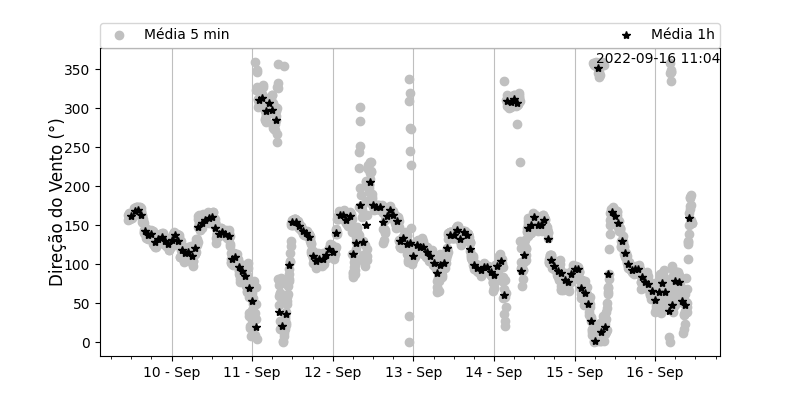 Média 5 min
Média 1h
2022-09-16 11:04
Direção do Vento (°)
350
300
250
200
150
100
50
0
10 - Sep
11 - Sep
12 - Sep
13 - Sep
14 - Sep
15 - Sep
16 - Sep